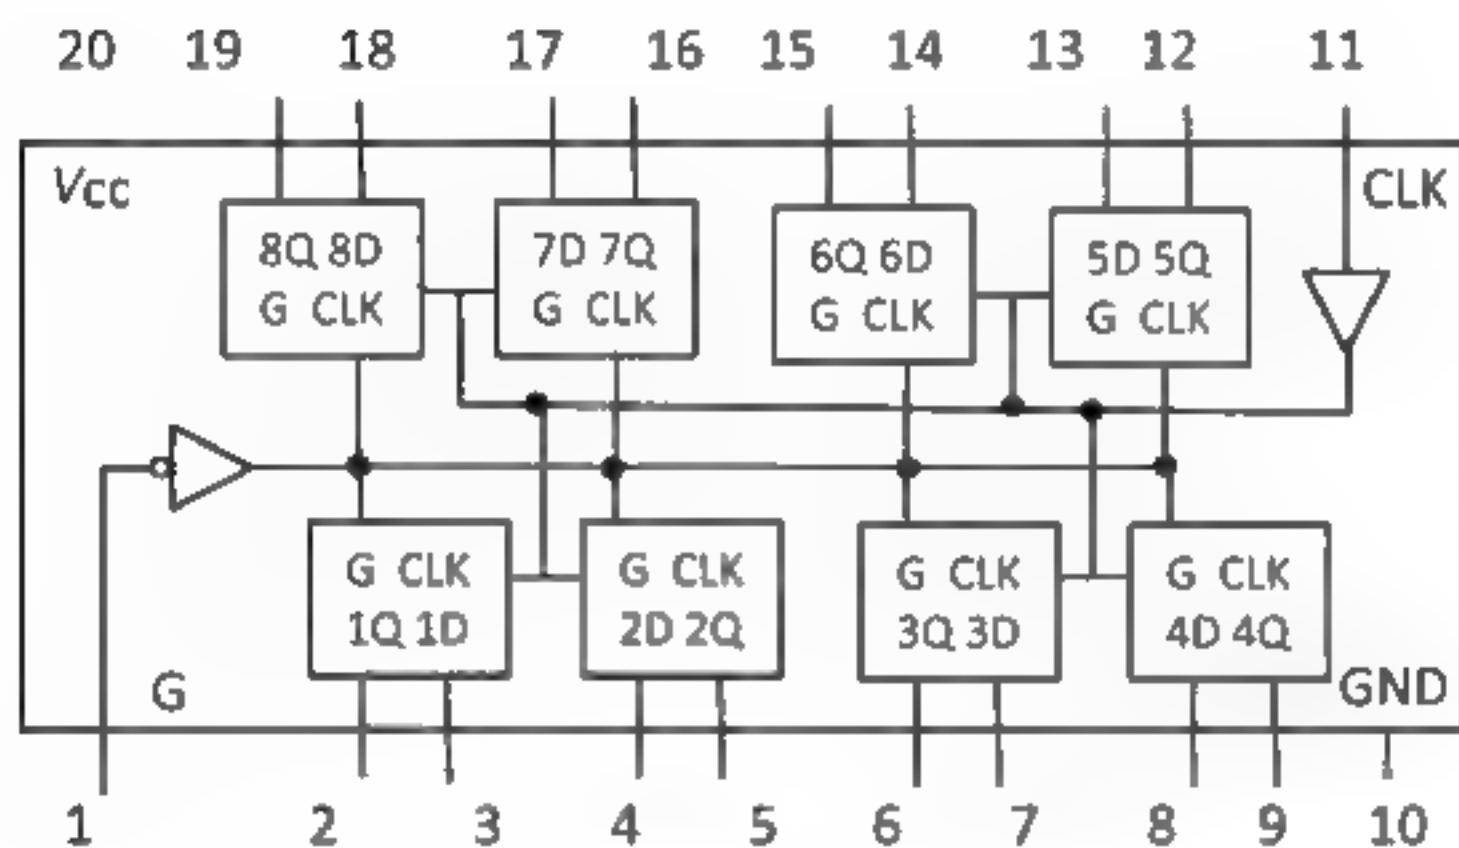 20 19 18 17 16 15 14 13 12 11
VCC CLK
8Q 8D 7D 7Q 6Q 6D 5D 5Q
G CLK G CLK G CLK G CLK
G CLK G CLK G CLK G CLK
1Q 1D 2D 2Q 3Q 3D 4D 4Q
G GND
1 2 3 4 5 6 7 8 9 10